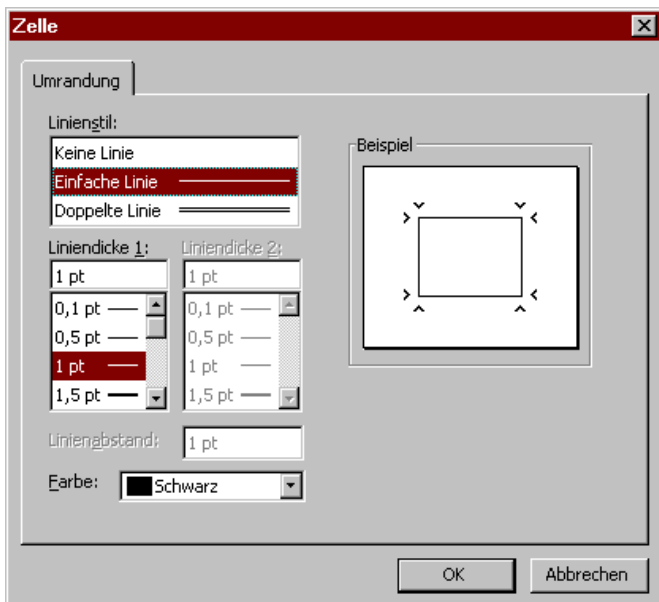 Zelle
Umrandung
Linienstil:
Keine Linie
Einfache Linie
Doppelte Linie
Beispiel
Liniendicke 1:
1 pt
0,1 pt
0,5 pt
1 pt
1,5 pt
Liniendicke 2:
1 pt
0,1 pt
0,5 pt
1 pt
1,5 pt
Linienabstand: 1 pt
Farbe: Schwarz
OK Abbrechen